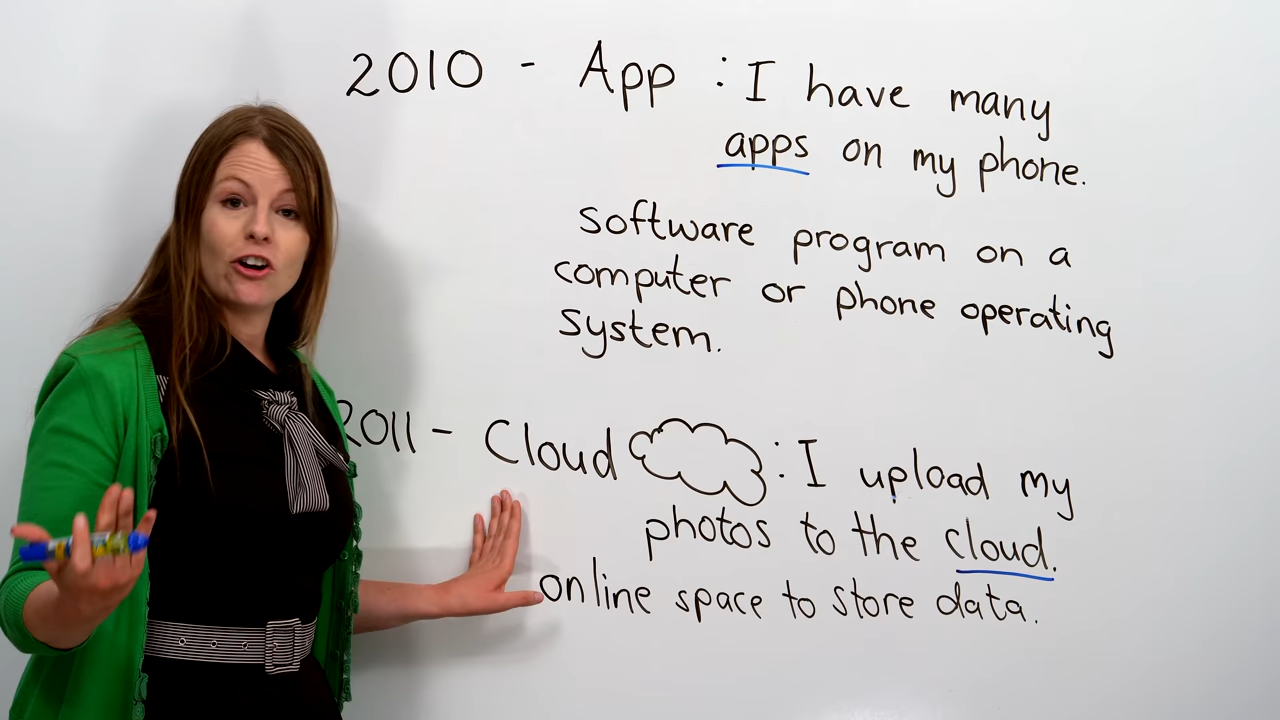 2010 - App : I have many
apps on my phone.
software program on a
computer or phone operating
system.
2011 - Cloud : I upload my
photos to the cloud.
online space to store data.